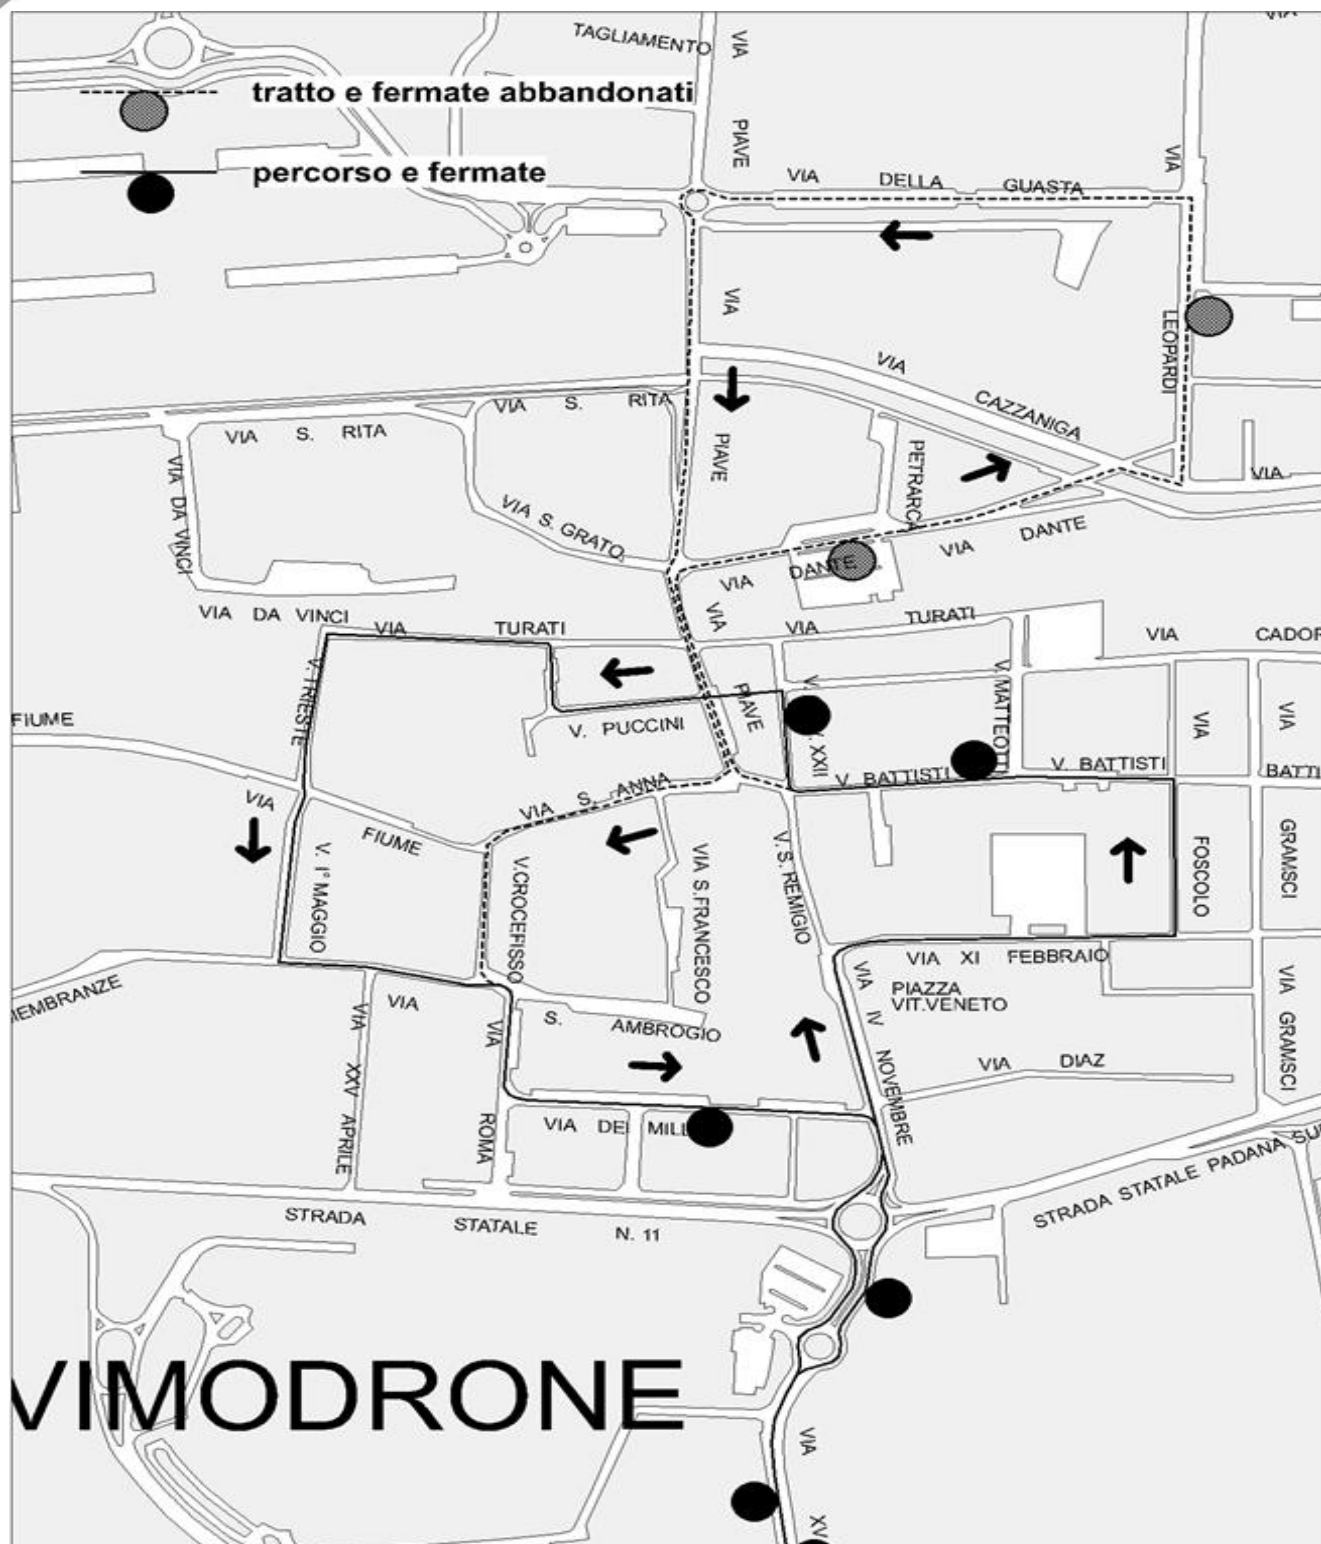 TAGLIAMENTO
VIA
VIA
tratto e fermate abbandonati
PIAVE
percorso e fermate
VIA
VIA DELLA GUASTA
VIA
LEOPARDI
VIA
CAZZANIGA
VIA S. RITA
VIA S. RITA
PIAVE
VIA DA VINCI
PETRARCA
VIA
VIA S. GRATO
VIA DANTE
VIA DANTE
VIA DA VINCI
VIA TURATI
VIA
VIA TURATI
VIA
V. TRIESTE
PIAVE
V. MATTEOTTI
FIUME
V. PUCCINI
XXII
VIA
VIA
V. BATTISTI
V. BATTISTI
VIA S. ANNA
VIA
FIUME
V. I° MAGGIO
V.CROCEFISSO
VIA S.FRANCESCO
V. S. REMIGIO
FOSCOLO
GRAMSCI
VIA XI FEBBRAIO
PIAZZA
VIT.VENETO
VIA IV NOVEMBRE
VIA GRAMSCI
VIA
S. AMBROGIO
VIA XXV APRILE
VIA ROMA
VIA DIAZ
VIA DEI
STRADA STATALE N. 11
STRADA STATALE PADANA
VIMODRONE
VIA
XV